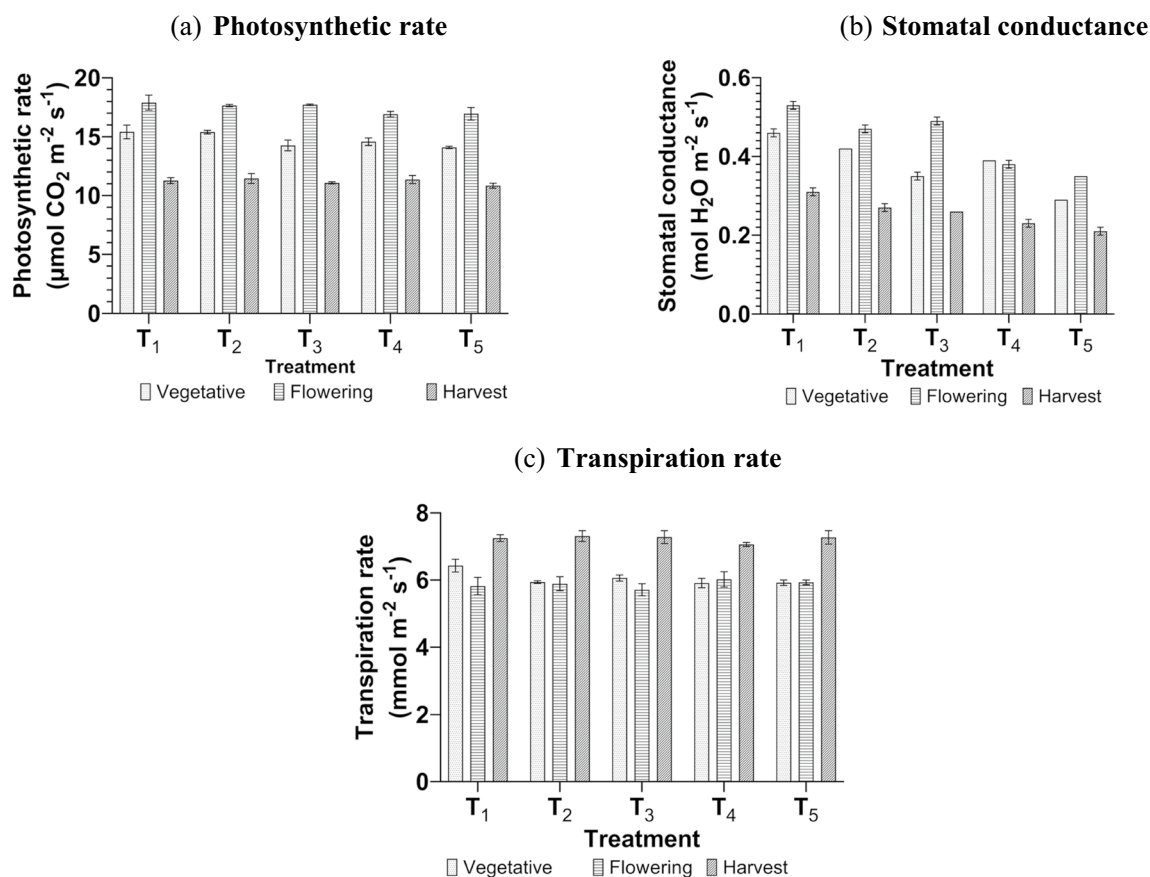 (a) Photosynthetic rate
Photosynthetic rate
(µmol CO₂ m⁻² s⁻¹)
20
15
10
5
0
T₁ T₂ T₃ T₄ T₅
Treatment
Vegetative Flowering Harvest
(b) Stomatal conductance
Stomatal conductance
(mol H₂O m⁻² s⁻¹)
0.6
0.4
0.2
0.0
T₁ T₂ T₃ T₄ T₅
Treatment
Vegetative Flowering Harvest
(c) Transpiration rate
Transpiration rate
(mmol m⁻² s⁻¹)
8
6
4
2
0
T₁ T₂ T₃ T₄ T₅
Treatment
Vegetative Flowering Harvest